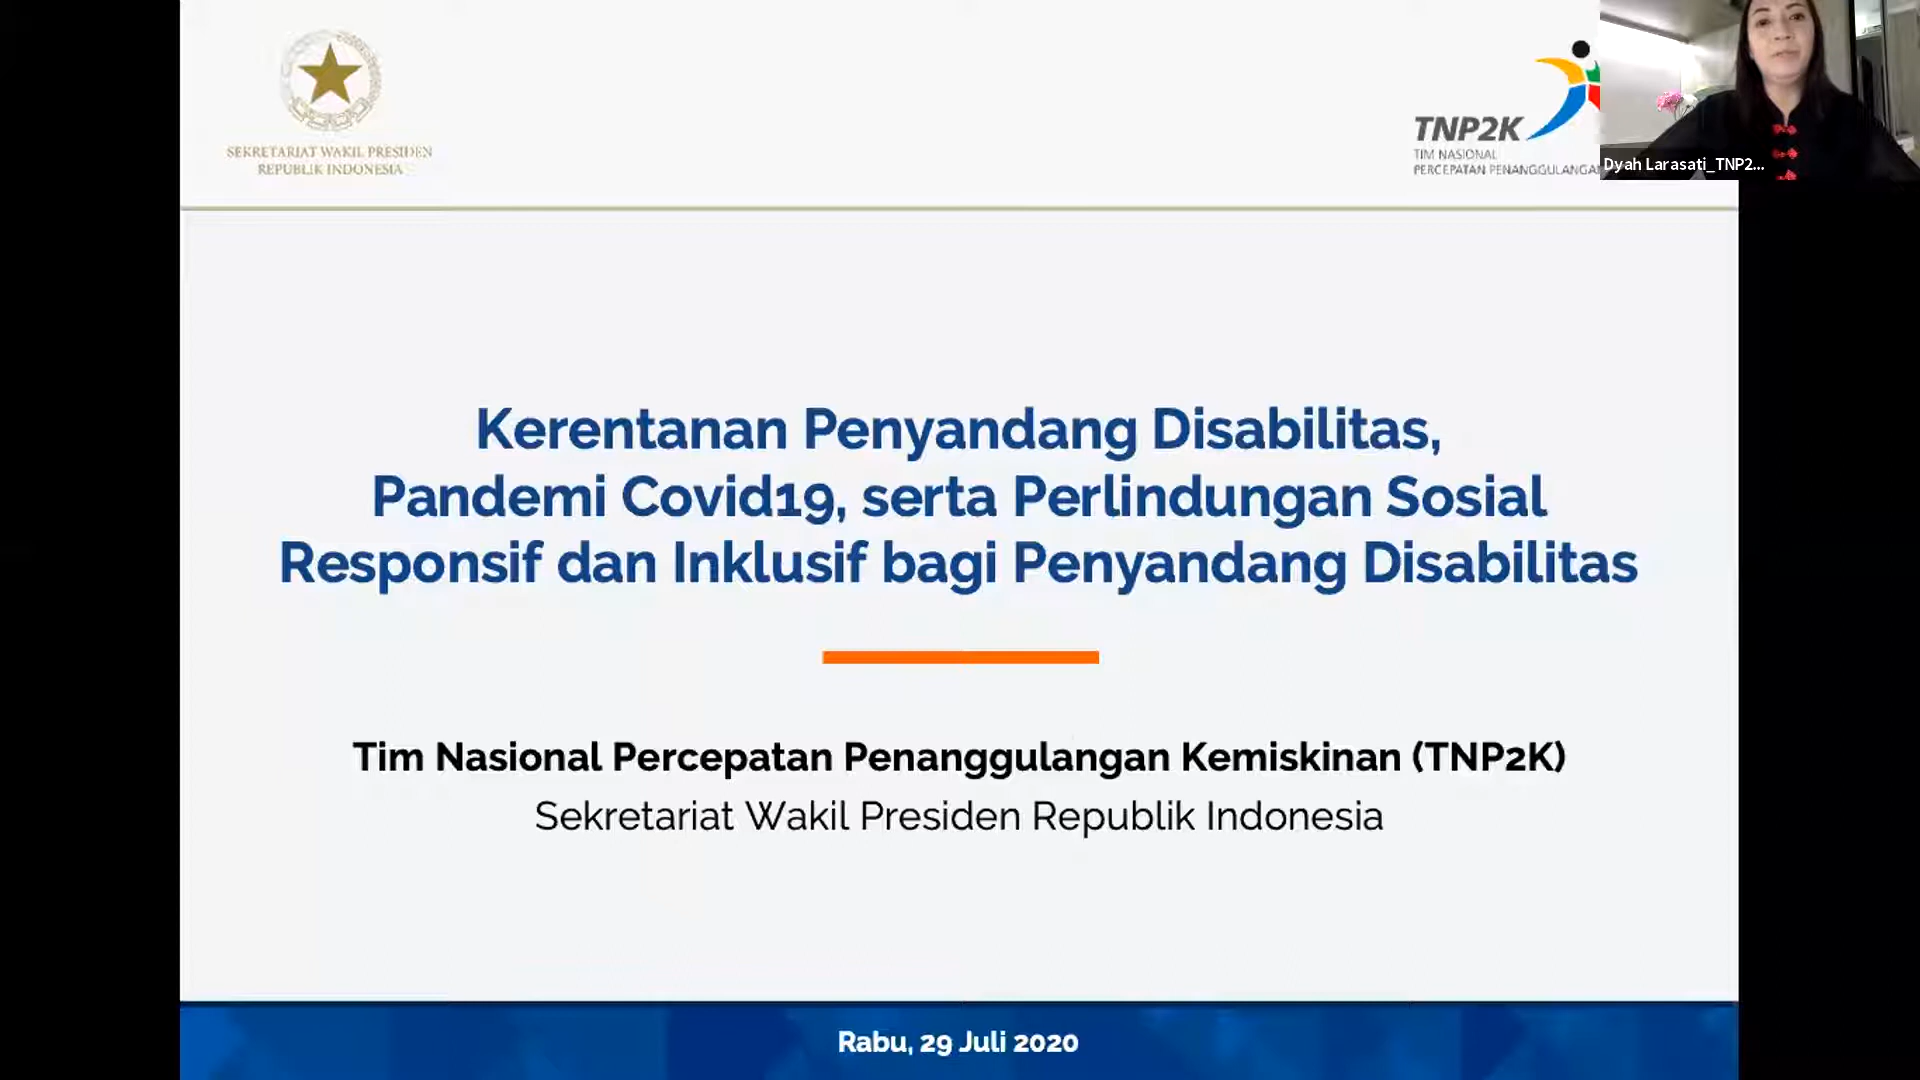 SEKRETARIAT WAKIL PRESIDEN
REPUBLIK INDONESIA
TNP2K
TIM NASIONAL
PERCEPATAN PENANGGULANGA
Dyah Larasati_TNP2...
Kerentanan Penyandang Disabilitas,
Pandemi Covid19, serta Perlindungan Sosial
Responsif dan Inklusif bagi Penyandang Disabilitas
Tim Nasional Percepatan Penanggulangan Kemiskinan (TNP2K)
Sekretariat Wakil Presiden Republik Indonesia
Rabu, 29 Juli 2020